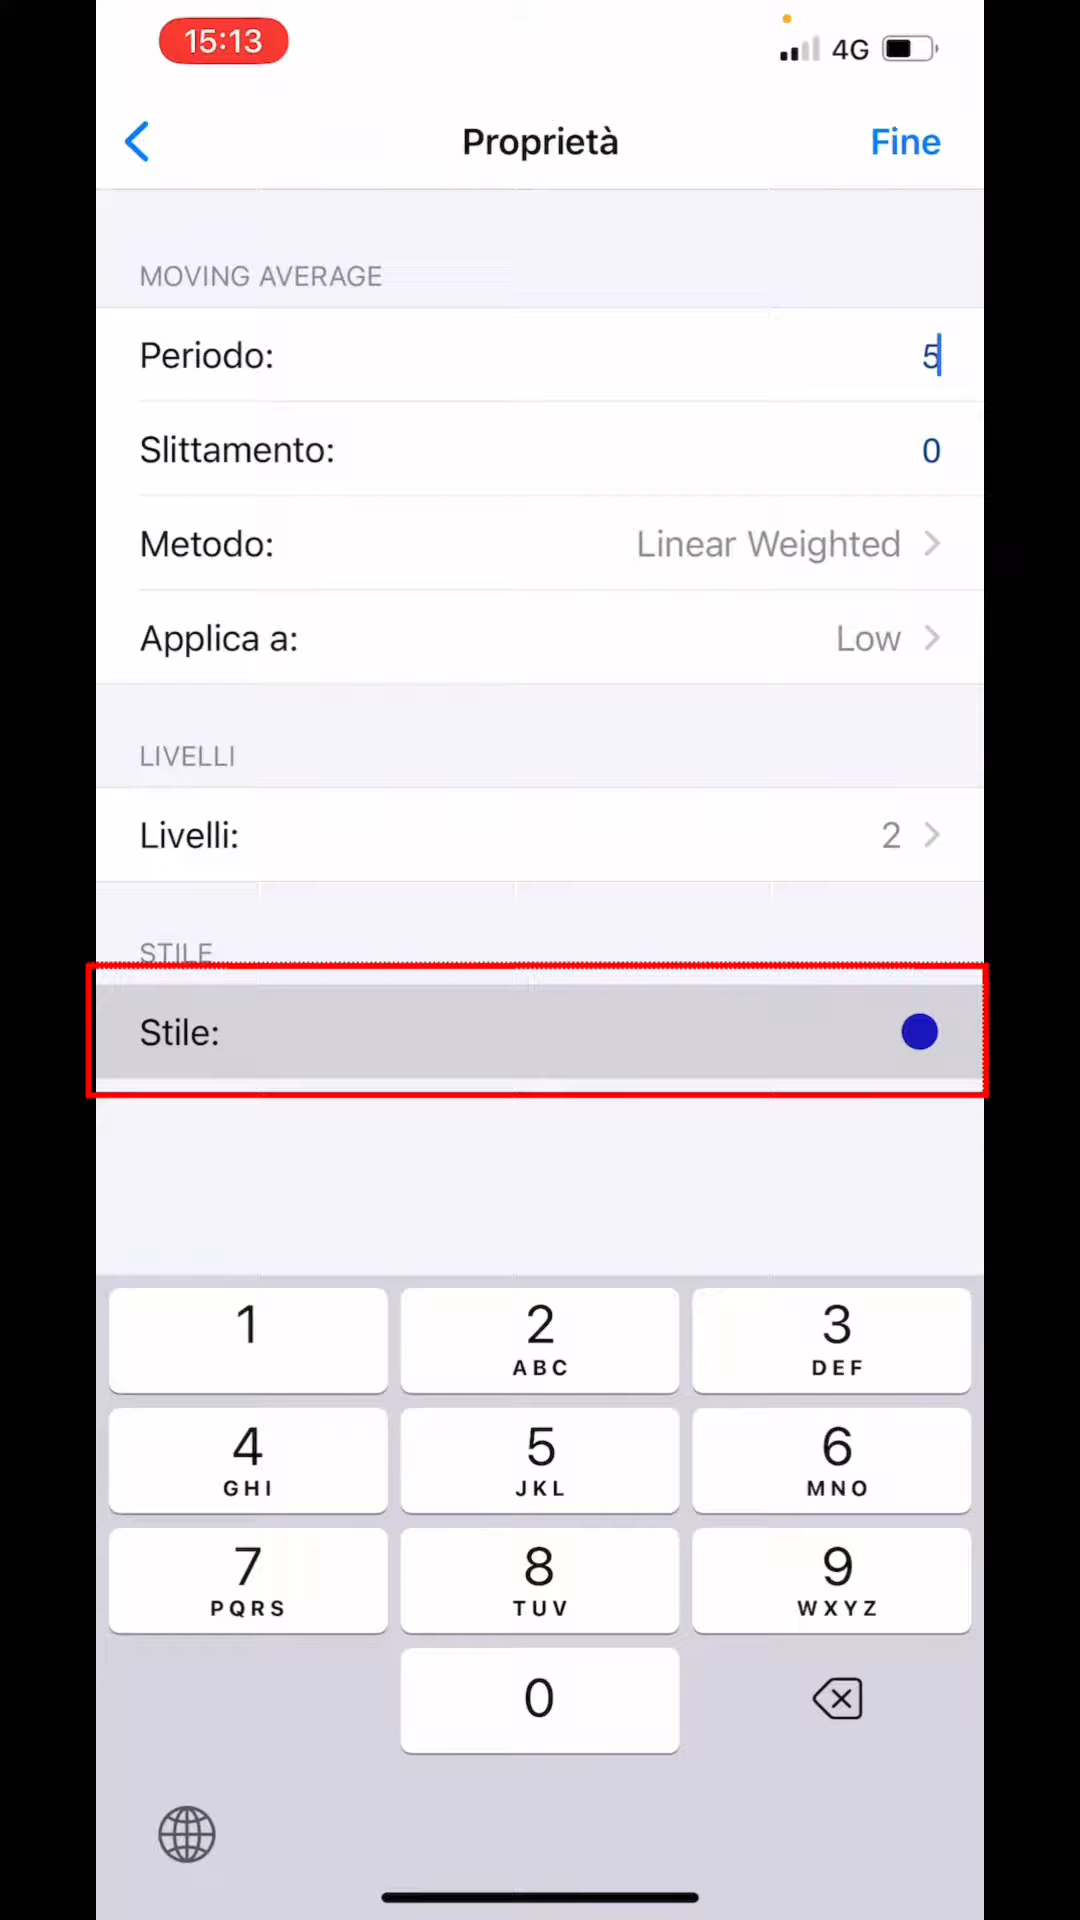 15:13
4G
Proprietà
Fine
MOVING AVERAGE
Periodo: 5
Slittamento: 0
Metodo: Linear Weighted
Applica a: Low
LIVELLI
Livelli: 2
STILE
Stile:
1
2
ABC
3
DEF
4
GHI
5
JKL
6
MNO
7
PQRS
8
TUV
9
WXYZ
0